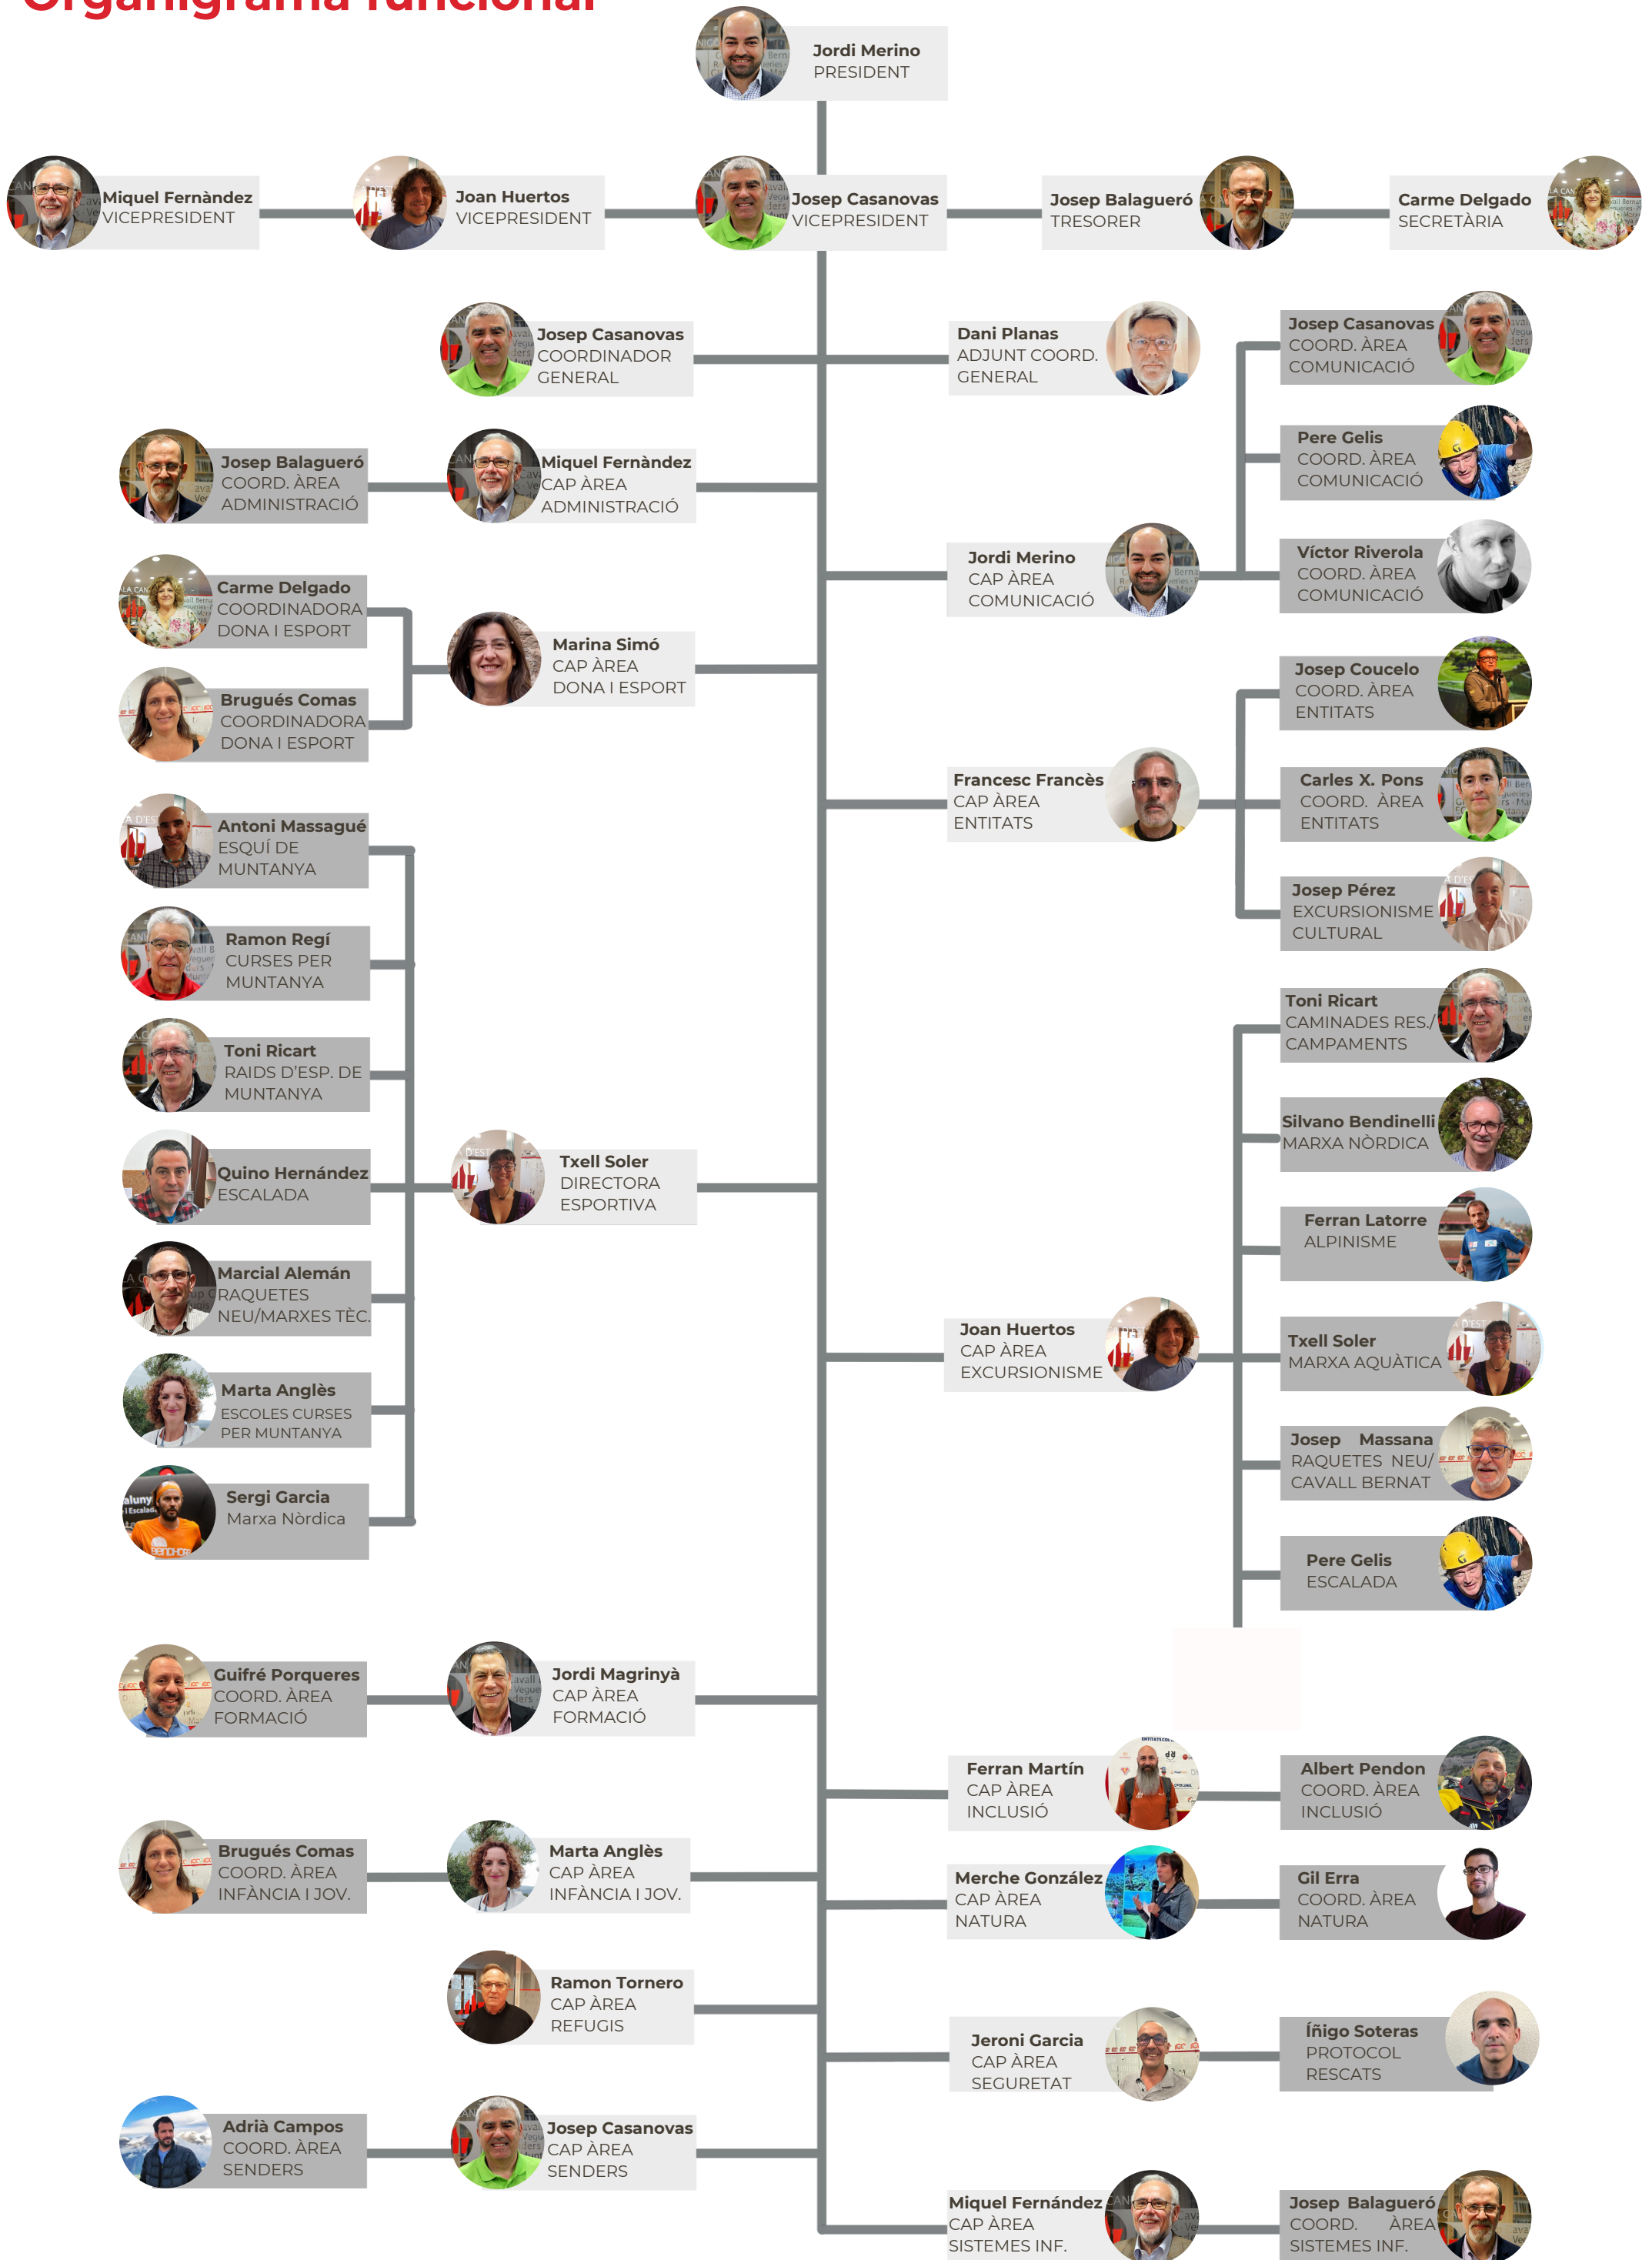 Organigrama funcional
Jordi Merino
PRESIDENT
Miquel Fernàndez
VICEPRESIDENT
Joan Huertos
VICEPRESIDENT
Josep Casanovas
VICEPRESIDENT
Josep Balagueró
TRESORER
Carme Delgado
SECRETÀRIA
Josep Casanovas
COORDINADOR
GENERAL
Dani Planas
ADJUNT COORD.
GENERAL
Josep Casanovas
COORD. ÀREA
COMUNICACIÓ
Pere Gelis
COORD. ÀREA
COMUNICACIÓ
Josep Balagueró
COORD. ÀREA
ADMINISTRACIÓ
Miquel Fernàndez
CAP ÀREA
ADMINISTRACIÓ
Jordi Merino
CAP ÀREA
COMUNICACIÓ
Víctor Riverola
COORD. ÀREA
COMUNICACIÓ
Carme Delgado
COORDINADORA
DONA I ESPORT
Marina Simó
CAP ÀREA
DONA I ESPORT
Brugués Comas
COORDINADORA
DONA I ESPORT
Josep Coucelo
COORD. ÀREA
ENTITATS
Francesc Francès
CAP ÀREA
ENTITATS
Carles X. Pons
COORD. ÀREA
ENTITATS
Josep Pérez
EXCURSIONISME
CULTURAL
Antoni Massagué
ESQUÍ DE
MUNTANYA
Ramon Regí
CURSES PER
MUNTANYA
Toni Ricart
RAIDS D'ESP. DE
MUNTANYA
Quino Hernández
ESCALADA
Txell Soler
DIRECTORA
ESPORTIVA
Marcial Alemán
RAQUETES
NEU/MARXES TÈC.
Marta Anglès
ESCOLES CURSES
PER MUNTANYA
Sergi Garcia
Marxa Nòrdica
Toni Ricart
CAMINADES RES./
CAMPAMENTS
Silvano Bendinelli
MARXA NÒRDICA
Ferran Latorre
ALPINISME
Joan Huertos
CAP ÀREA
EXCURSIONISME
Txell Soler
MARXA AQUÀTICA
Josep Massana
RAQUETES NEU/
CAVALL BERNAT
Pere Gelis
ESCALADA
Guifré Porqueres
COORD. ÀREA
FORMACIÓ
Jordi Magrinyà
CAP ÀREA
FORMACIÓ
Ferran Martín
CAP ÀREA
INCLUSIÓ
Albert Pendon
COORD. ÀREA
INCLUSIÓ
Brugués Comas
COORD. ÀREA
INFÀNCIA I JOV.
Marta Anglès
CAP ÀREA
INFÀNCIA I JOV.
Merche González
CAP ÀREA
NATURA
Gil Erra
COORD. ÀREA
NATURA
Ramon Tornero
CAP ÀREA
REFUGIS
Jeroni Garcia
CAP ÀREA
SEGURETAT
Íñigo Soteras
PROTOCOL
RESCATS
Adrià Campos
COORD. ÀREA
SENDERS
Josep Casanovas
CAP ÀREA
SENDERS
Miquel Fernández
CAP ÀREA
SISTEMES INF.
Josep Balagueró
COORD. ÀREA
SISTEMES INF.